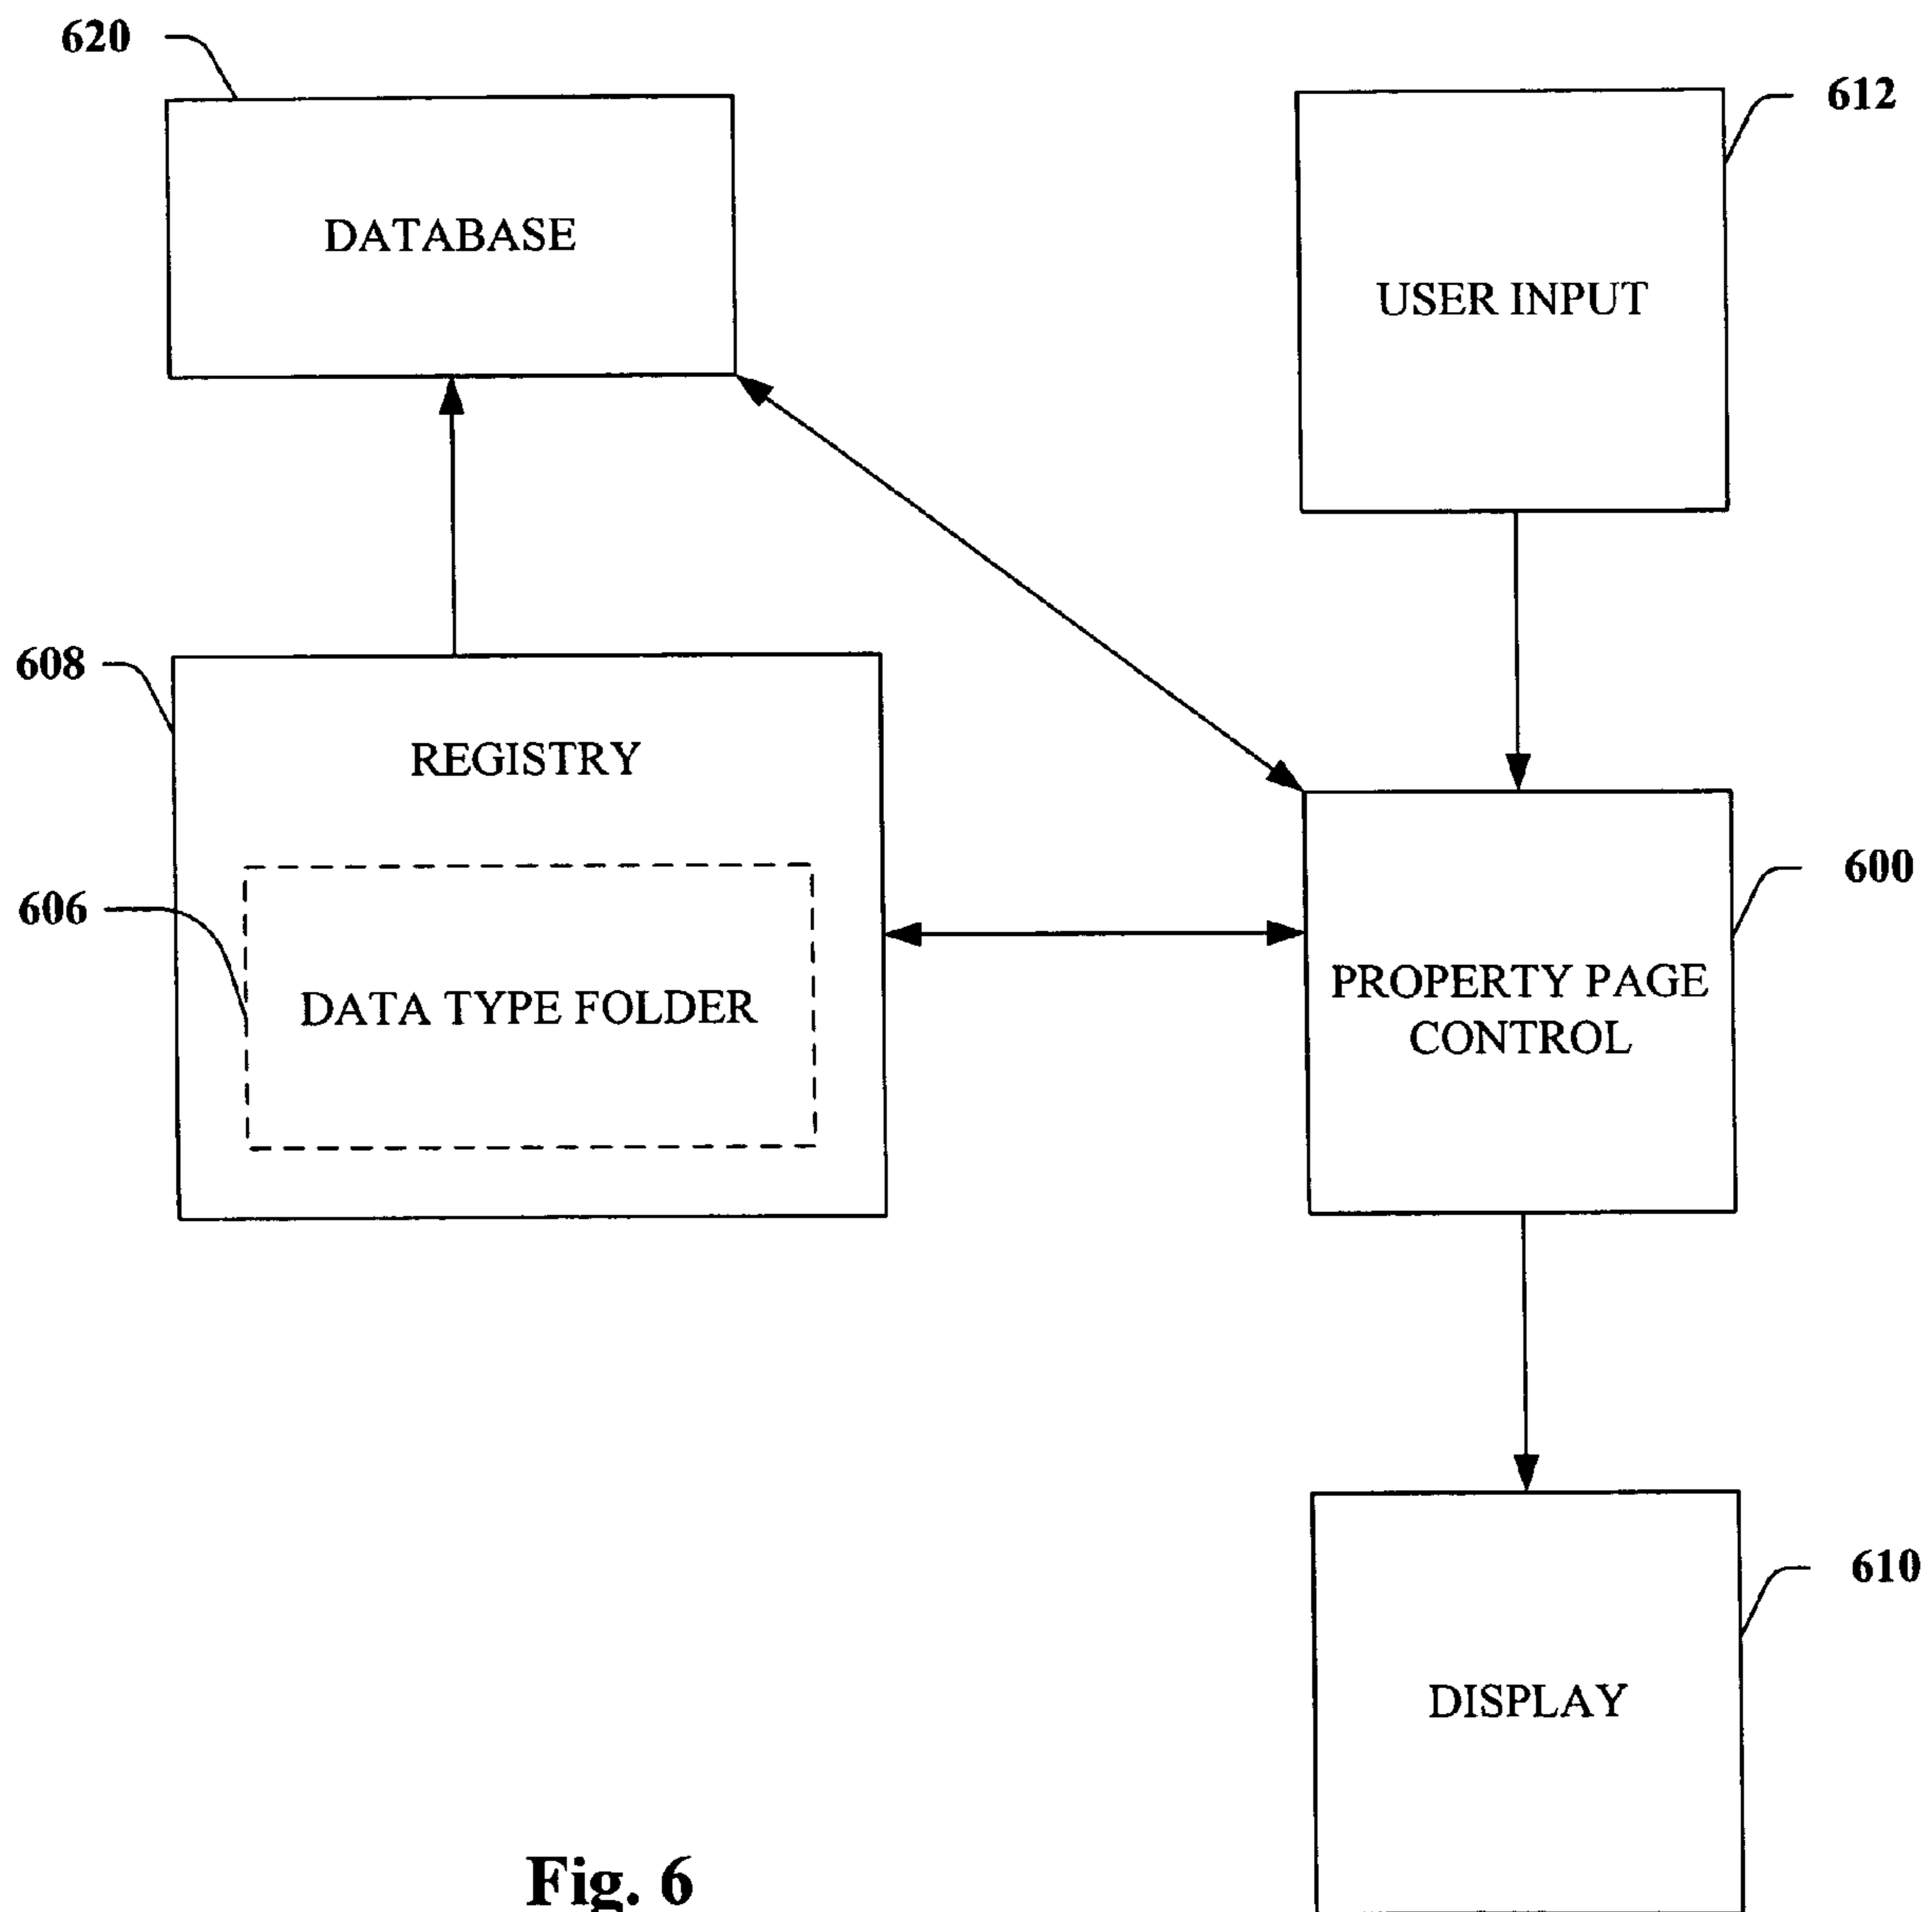 620
612
DATABASE
USER INPUT
608
REGISTRY
600
606
PROPERTY PAGE
CONTROL
DATA TYPE FOLDER
610
DISPLAY
Fig. 6